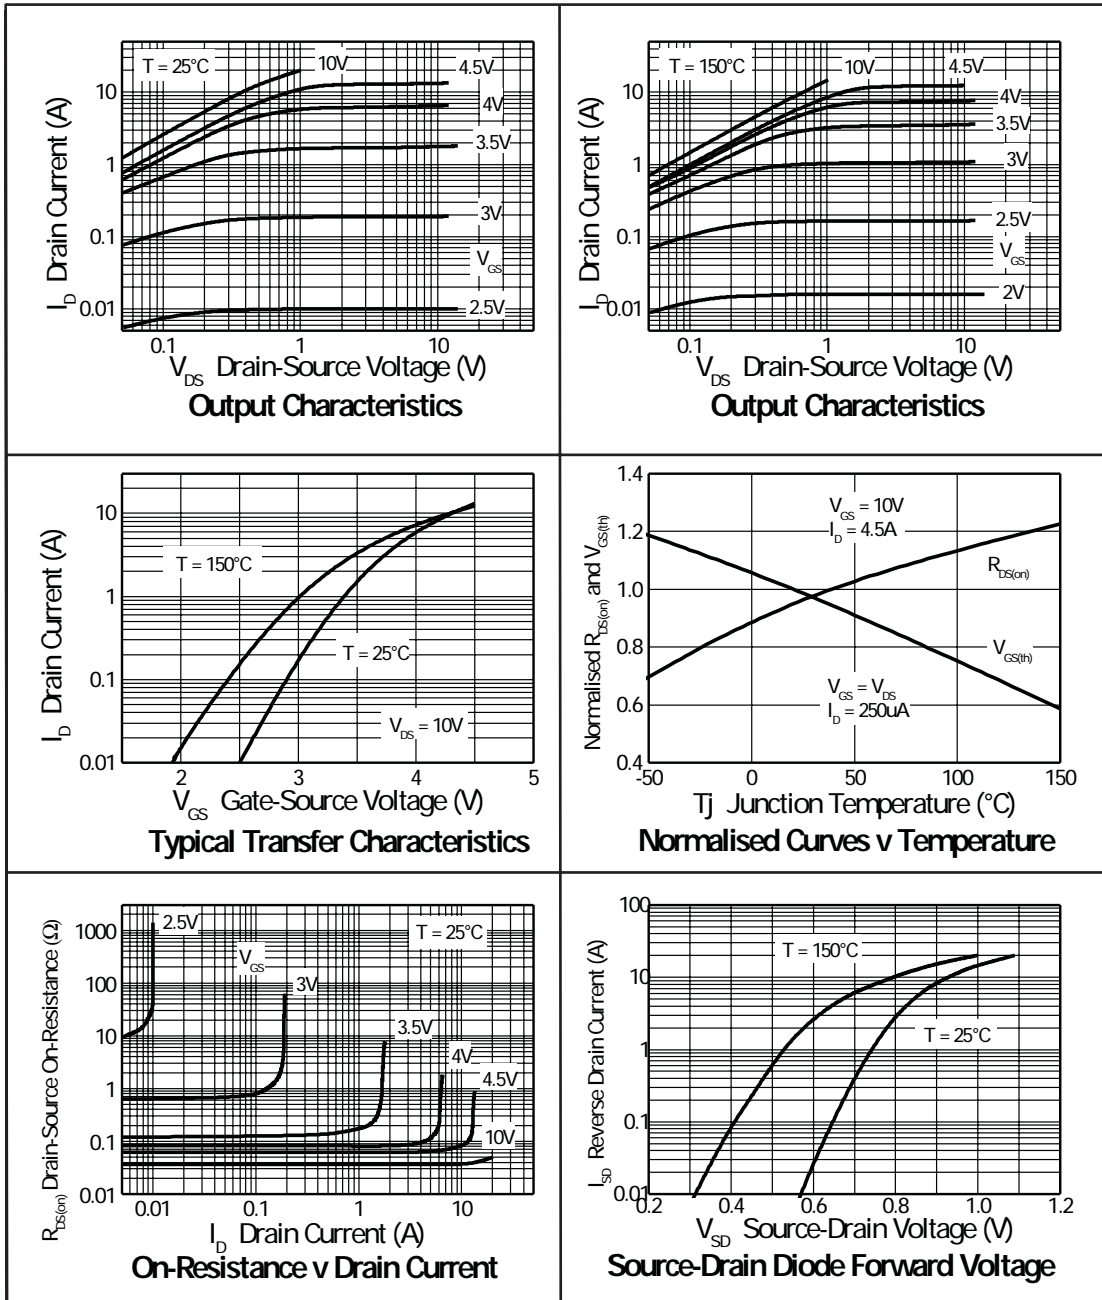 T = 25°C
10V
4.5V
4V
3.5V
3V
V_GS
2.5V
10
1
0.1
0.01
0.1
1
10
I_D Drain Current (A)
V_DS Drain-Source Voltage (V)
Output Characteristics
T = 150°C
10V
4.5V
4V
3.5V
3V
2.5V
V_GS
2V
10
1
0.1
0.01
0.1
1
10
I_D Drain Current (A)
V_DS Drain-Source Voltage (V)
Output Characteristics
T = 150°C
T = 25°C
V_DS = 10V
10
1
0.1
0.01
2
3
4
5
I_D Drain Current (A)
V_GS Gate-Source Voltage (V)
Typical Transfer Characteristics
V_GS = 10V
I_D = 4.5A
R_DS(on)
V_GS(th)
V_GS = V_DS
I_D = 250uA
1.4
1.2
1.0
0.8
0.6
0.4
-50
0
50
100
150
Normalised R_DS(on) and V_GS(th)
Tj Junction Temperature (°C)
Normalised Curves v Temperature
2.5V
V_GS
T = 25°C
3V
3.5V
4V
4.5V
10V
1000
100
10
1
0.1
0.01
0.01
0.1
1
10
R_DS(on) Drain-Source On-Resistance (Ω)
I_D Drain Current (A)
On-Resistance v Drain Current
T = 150°C
T = 25°C
100
10
1
0.1
0.01
0.2
0.4
0.6
0.8
1.0
1.2
I_SD Reverse Drain Current (A)
V_SD Source-Drain Voltage (V)
Source-Drain Diode Forward Voltage